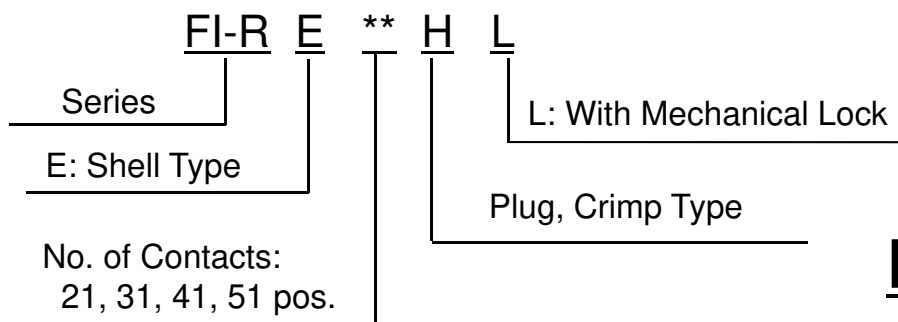 FI-R E ** H L
Series
L: With Mechanical Lock
E: Shell Type
Plug, Crimp Type
No. of Contacts:
21, 31, 41, 51 pos.